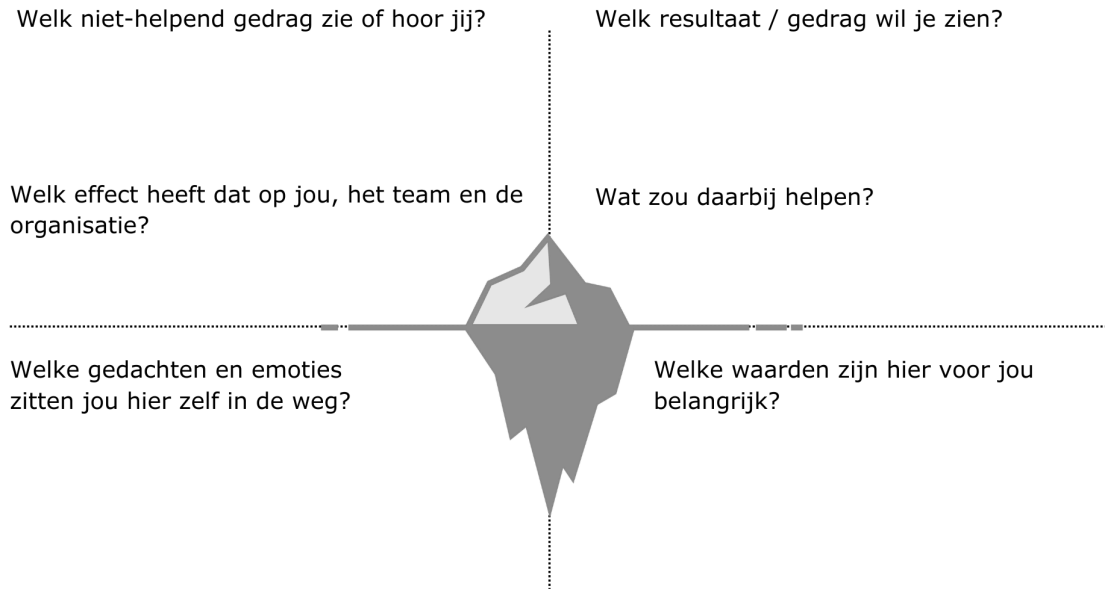 Welk niet-helpend gedrag zie of hoor jij?
Welk resultaat / gedrag wil je zien?
Welk effect heeft dat op jou, het team en de
organisatie?
Wat zou daarbij helpen?
Welke gedachten en emoties
zitten jou hier zelf in de weg?
Welke waarden zijn hier voor jou
belangrijk?